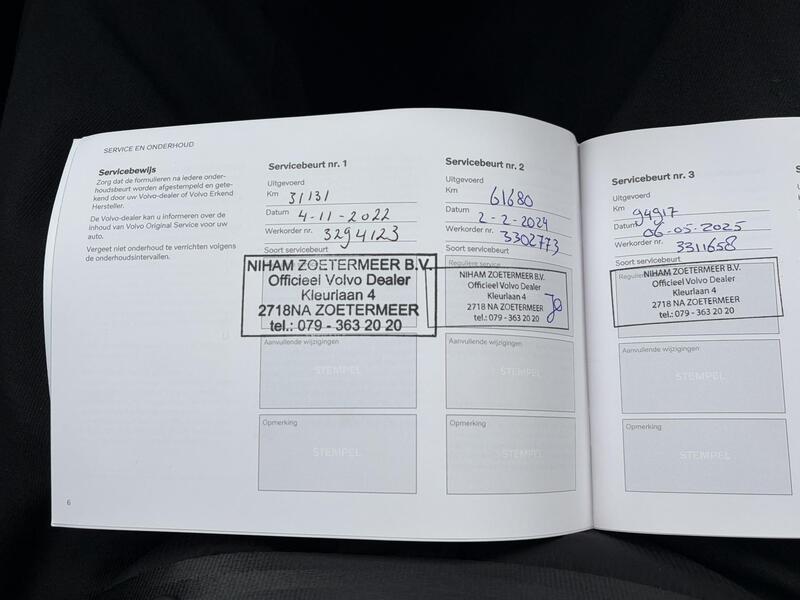 SERVICE EN ONDERHOUD
Servicebewijs
Zorg dat de formulieren na iedere onder-
houdsbeurt worden afgestempeld en gete-
kend door uw Volvo-dealer of Volvo Erkend
Hersteller.
De Volvo-dealer kan u informeren over de
inhoud van Volvo Original Service voor uw
auto.
Vergeet niet onderhoud te verrichten volgens
de onderhoudsintervallen.
6
Servicebeurt nr. 1
Uitgevoerd
Km 31131
Datum 4-11-2022
Werkorder nr. 3294123
Soort servicebeurt
NIHAM ZOETERMEER B.V.
Officieel Volvo Dealer
Kleurlaan 4
2718NA ZOETERMEER
tel.: 079 - 363 20 20
Aanvullende wijzigingen
STEMPEL
Opmerking
STEMPEL
Servicebeurt nr. 2
Uitgevoerd
Km 61680
Datum 2-2-2024
Werkorder nr. 3302773
Soort servicebeurt
Reguliere service
NIHAM ZOETERMEER B.V.
Officieel Volvo Dealer
Kleurlaan 4
2718 NA ZOETERMEER
tel.: 079 - 363 20 20
Aanvullende wijzigingen
STEMPEL
Opmerking
STEMPEL
Servicebeurt nr. 3
Uitgevoerd
Km 94917
Datum 06-05-2025
Werkorder nr. 3311658
Soort servicebeurt
NIHAM ZOETERMEER B.V.
Officieel Volvo Dealer
Kleurlaan 4
2718 NA ZOETERMEER
tel.: 079 - 363 20 20
Aanvullende wijzigingen
STEMPEL
Opmerking
STEMPEL